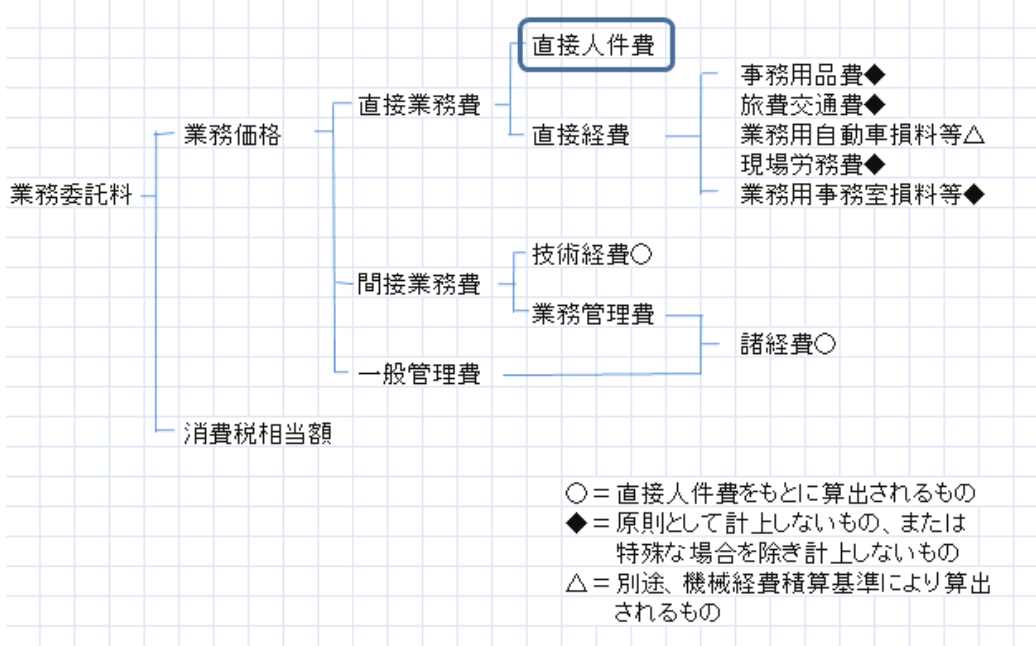 直接人件費
事務用品費◆
直接業務費
旅費交通費◆
業務価格
直接経費
業務用自動車損料等△
現場労務費◆
業務委託料
業務用事務室損料等◆
技術経費○
間接業務費
業務管理費
諸経費○
一般管理費
消費税相当額
○=直接人件費をもとに算出されるもの
◆=原則として計上しないもの、または
特殊な場合を除き計上しないもの
△=別途、機械経費積算基準により算出
されるもの